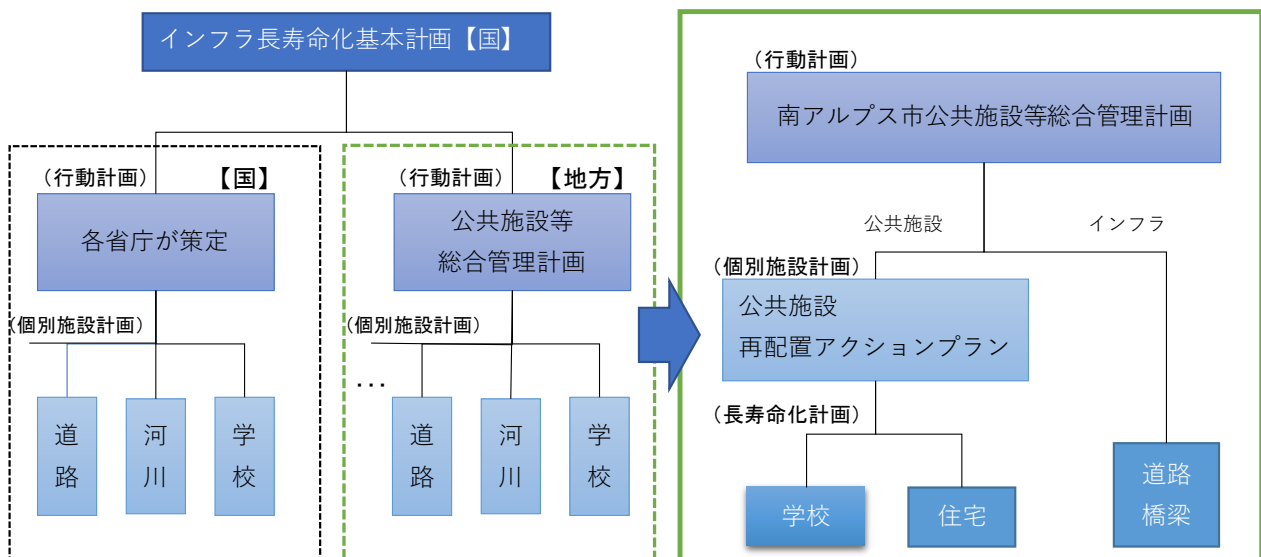 インフラ長寿命化基本計画【国】
（行動計画）
【国】
各省庁が策定
（個別施設計画）
道路
河川
学校
（行動計画）
【地方】
公共施設等
総合管理計画
（個別施設計画）
…
道路
河川
学校
（行動計画）
南アルプス市公共施設等総合管理計画
公共施設
インフラ
（個別施設計画）
公共施設
再配置アクションプラン
（長寿命化計画）
学校
住宅
道路
橋梁